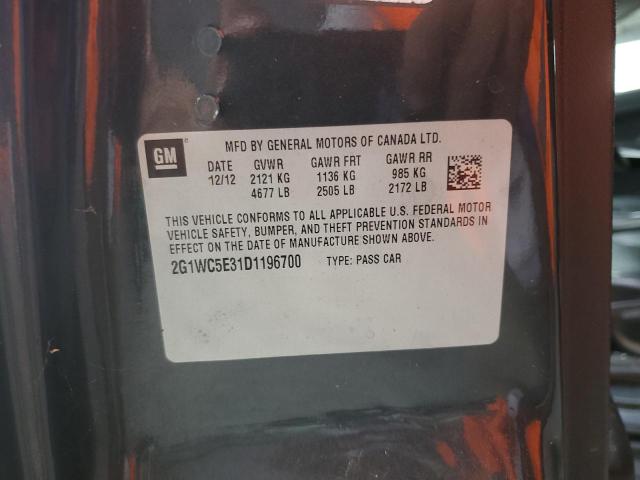 GM
MFD BY GENERAL MOTORS OF CANADA LTD.
DATE GVWR GAWR FRT GAWR RR
12/12 2121 KG 1136 KG 985 KG
4677 LB 2505 LB 2172 LB
THIS VEHICLE CONFORMS TO ALL APPLICABLE U.S. FEDERAL MOTOR
VEHICLE SAFETY, BUMPER, AND THEFT PREVENTION STANDARDS IN
EFFECT ON THE DATE OF MANUFACTURE SHOWN ABOVE.
2G1WC5E31D1196700 TYPE: PASS CAR